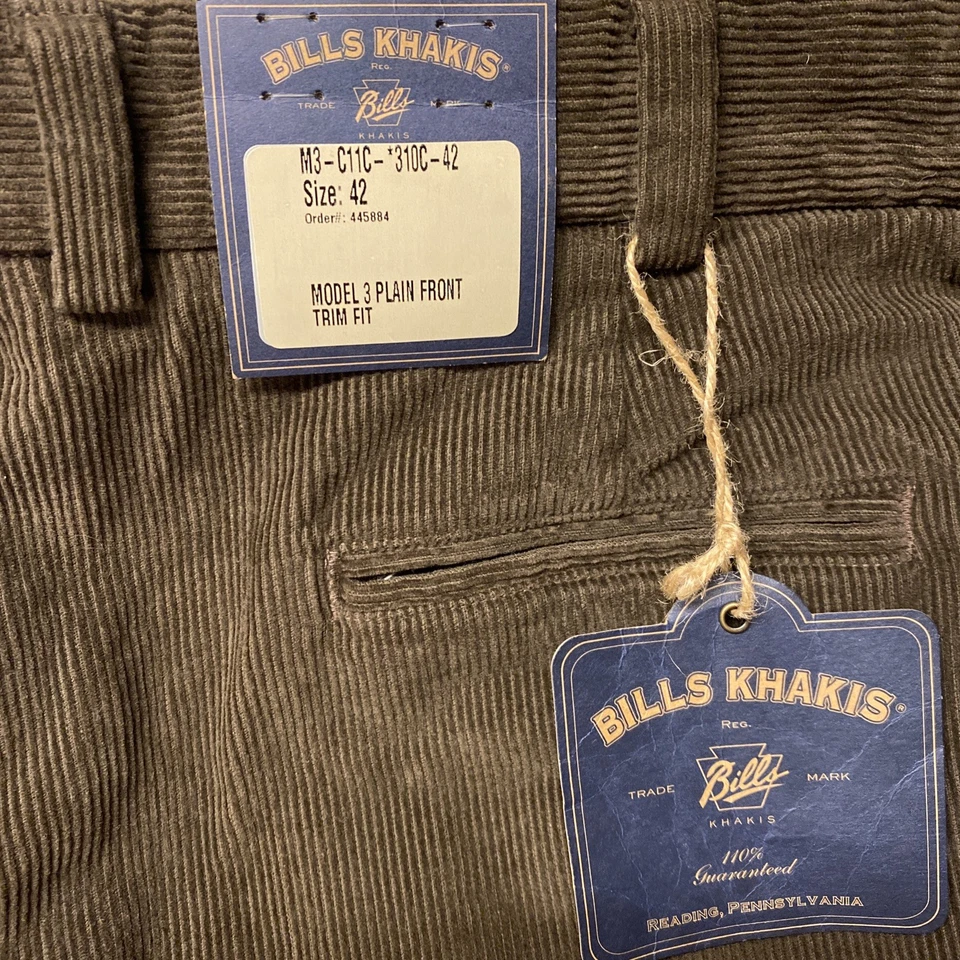 BILLS KHAKIS®
REG.
TRADE Bills MARK
KHAKIS
M3-C11C-*310C-42
Size: 42
Order#: 445884
MODEL 3 PLAIN FRONT
TRIM FIT
BILLS KHAKIS®
REG.
TRADE Bills MARK
KHAKIS
110%
Guaranteed
READING, PENNSYLVANIA